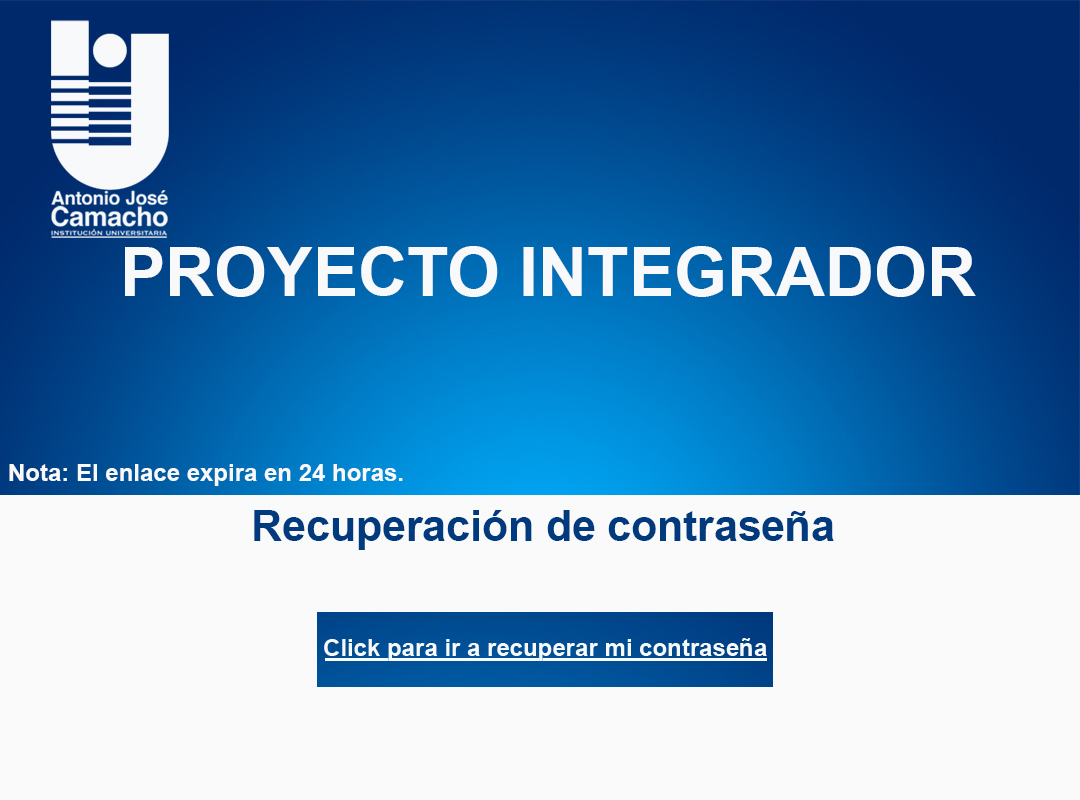 Antonio José
Camacho
INSTITUCIÓN UNIVERSITARIA
PROYECTO INTEGRADOR
Nota: El enlace expira en 24 horas.
Recuperación de contraseña
Click para ir a recuperar mi contraseña